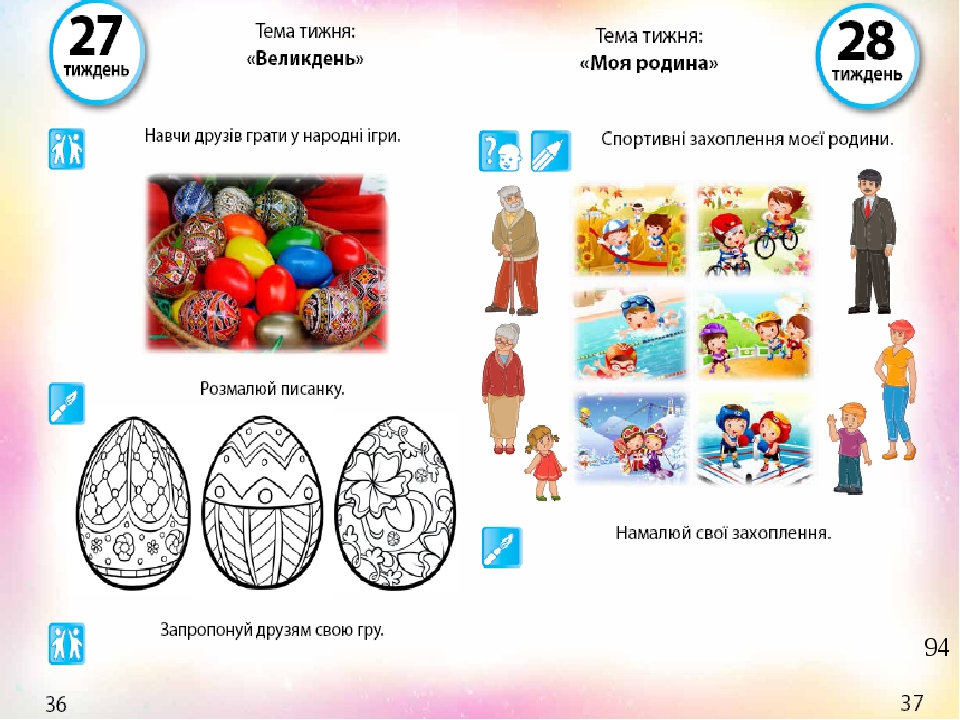 27
тиждень
Тема тижня:
«Великдень»
Навчи друзів грати у народні ігри.
Розмалюй писанку.
Запропонуй друзям свою гру.
36
Тема тижня:
«Моя родина»
28
тиждень
?
Спортивні захоплення моєї родини.
Намалюй свої захоплення.
94
37